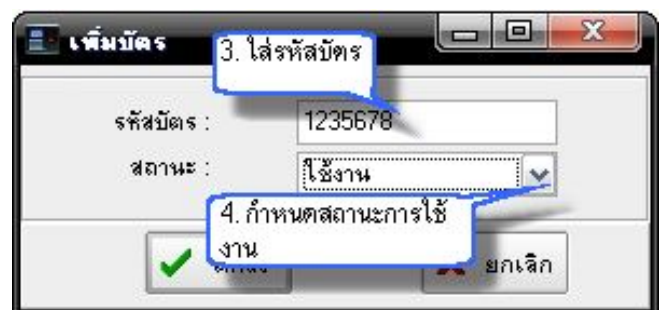 เพิ่มบัตร
3. ใส่รหัสบัตร
รหัสบัตร :
1235678
สถานะ :
ใช้งาน
4. กำหนดสถานะการใช้
งาน
ยกเลิก